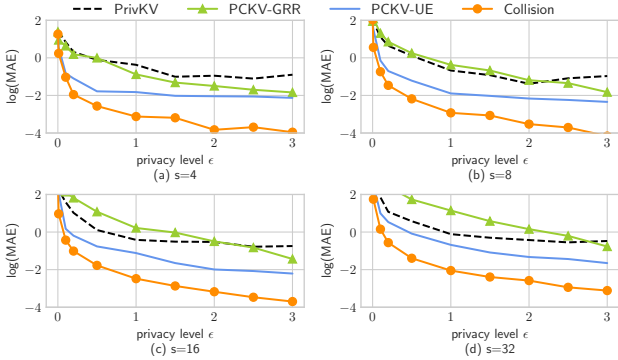 PrivKV PCKV-GRR PCKV-UE Collision
log(MAE) 2 0 −2 −4
0 1 2 3
privacy level ϵ
(a) s=4
log(MAE) 2 0 −2 −4
0 1 2 3
privacy level ϵ
(b) s=8
log(MAE) 2 0 −2 −4
0 1 2 3
privacy level ϵ
(c) s=16
log(MAE) 2 0 −2 −4
0 1 2 3
privacy level ϵ
(d) s=32